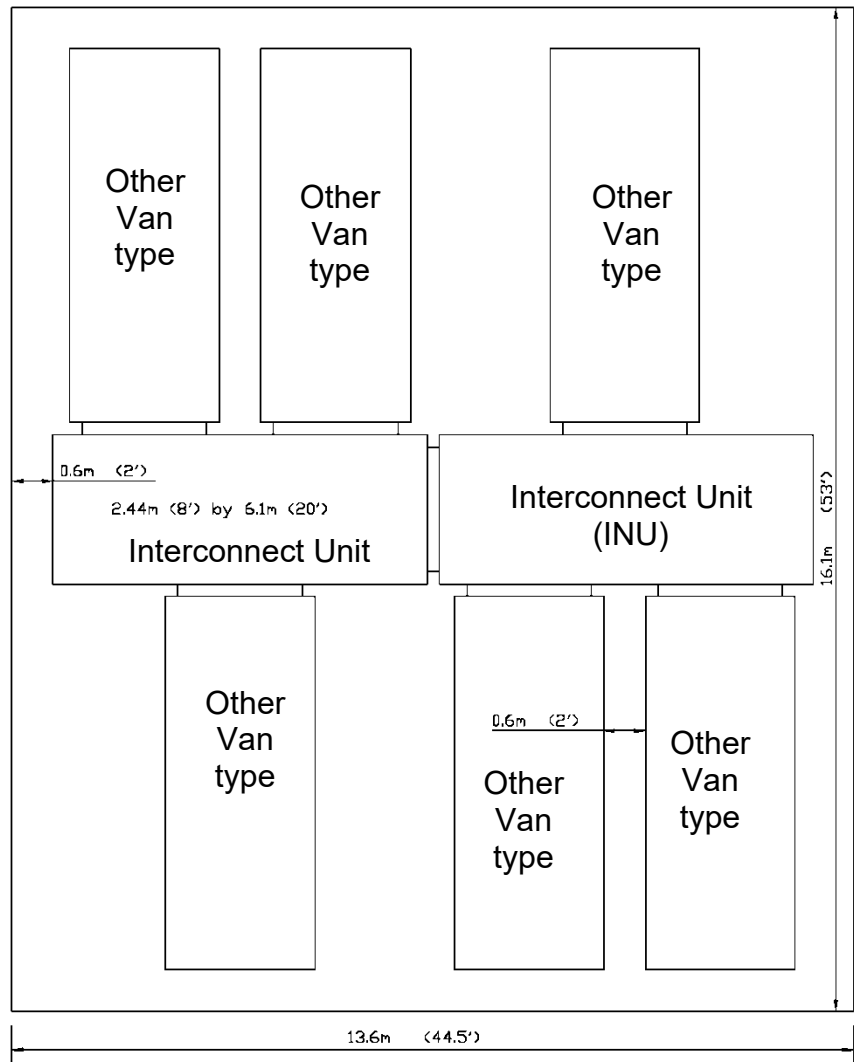 Other
Van
type
Other
Van
type
Other
Van
type
0.6m (2')
2.44m (8') by 6.1m (20')
Interconnect Unit
Interconnect Unit
(INU)
16.1m (53')
Other
Van
type
0.6m (2')
Other
Van
type
Other
Van
type
13.6m (44.5')